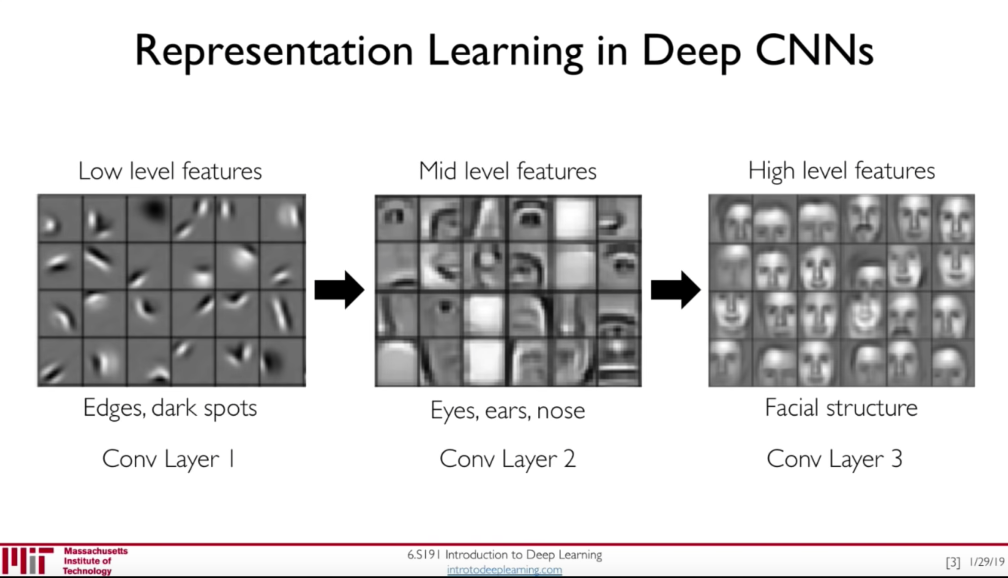 Representation Learning in Deep CNNs
Low level features
Mid level features
High level features
Edges, dark spots
Eyes, ears, nose
Facial structure
Conv Layer 1
Conv Layer 2
Conv Layer 3
Massachusetts
Institute of
Technology
6.S191 Introduction to Deep Learning
introtodeeplearning.com
[3] 1/29/19